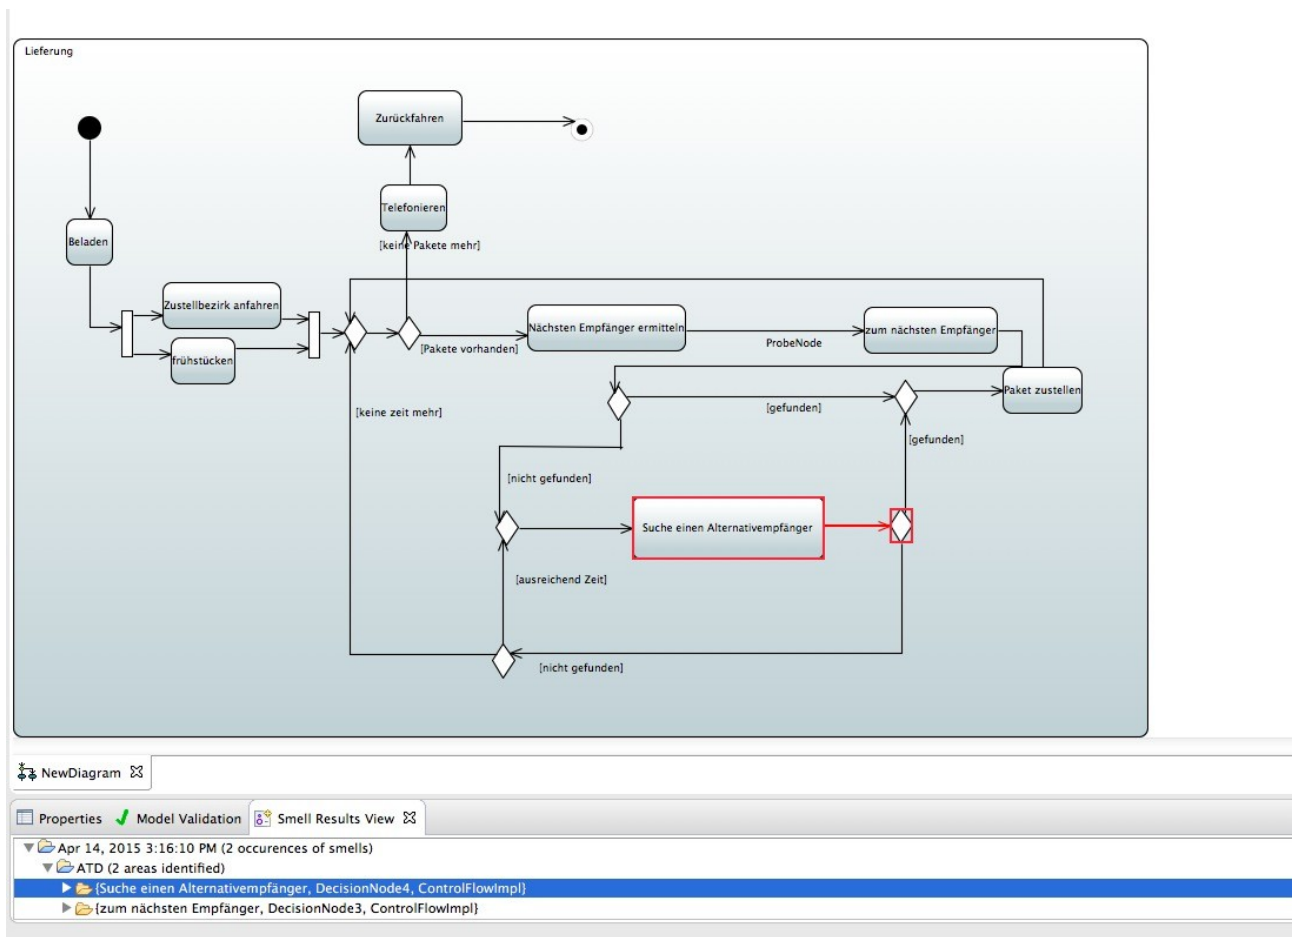 Lieferung
Zurückfahren
Telefonieren
[keine Pakete mehr]
Beladen
Zustellbezirk anfahren
frühstücken
Nächsten Empfänger ermitteln
zum nächsten Empfänger
ProbeNode
[Pakete vorhanden]
Paket zustellen
[keine zeit mehr]
[gefunden]
[gefunden]
[nicht gefunden]
Suche einen Alternativempfänger
[ausreichend Zeit]
[nicht gefunden]
NewDiagram
Properties Model Validation Smell Results View
Apr 14, 2015 3:16:10 PM (2 occurences of smells)
ATD (2 areas identified)
{Suche einen Alternativempfänger, DecisionNode4, ControlFlowImpl}
{zum nächsten Empfänger, DecisionNode3, ControlFlowImpl}